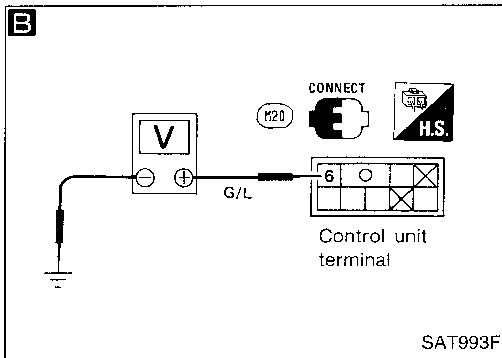 B
CONNECT
M20
H.S.
V
6
G/L
Control unit
terminal
SAT993F